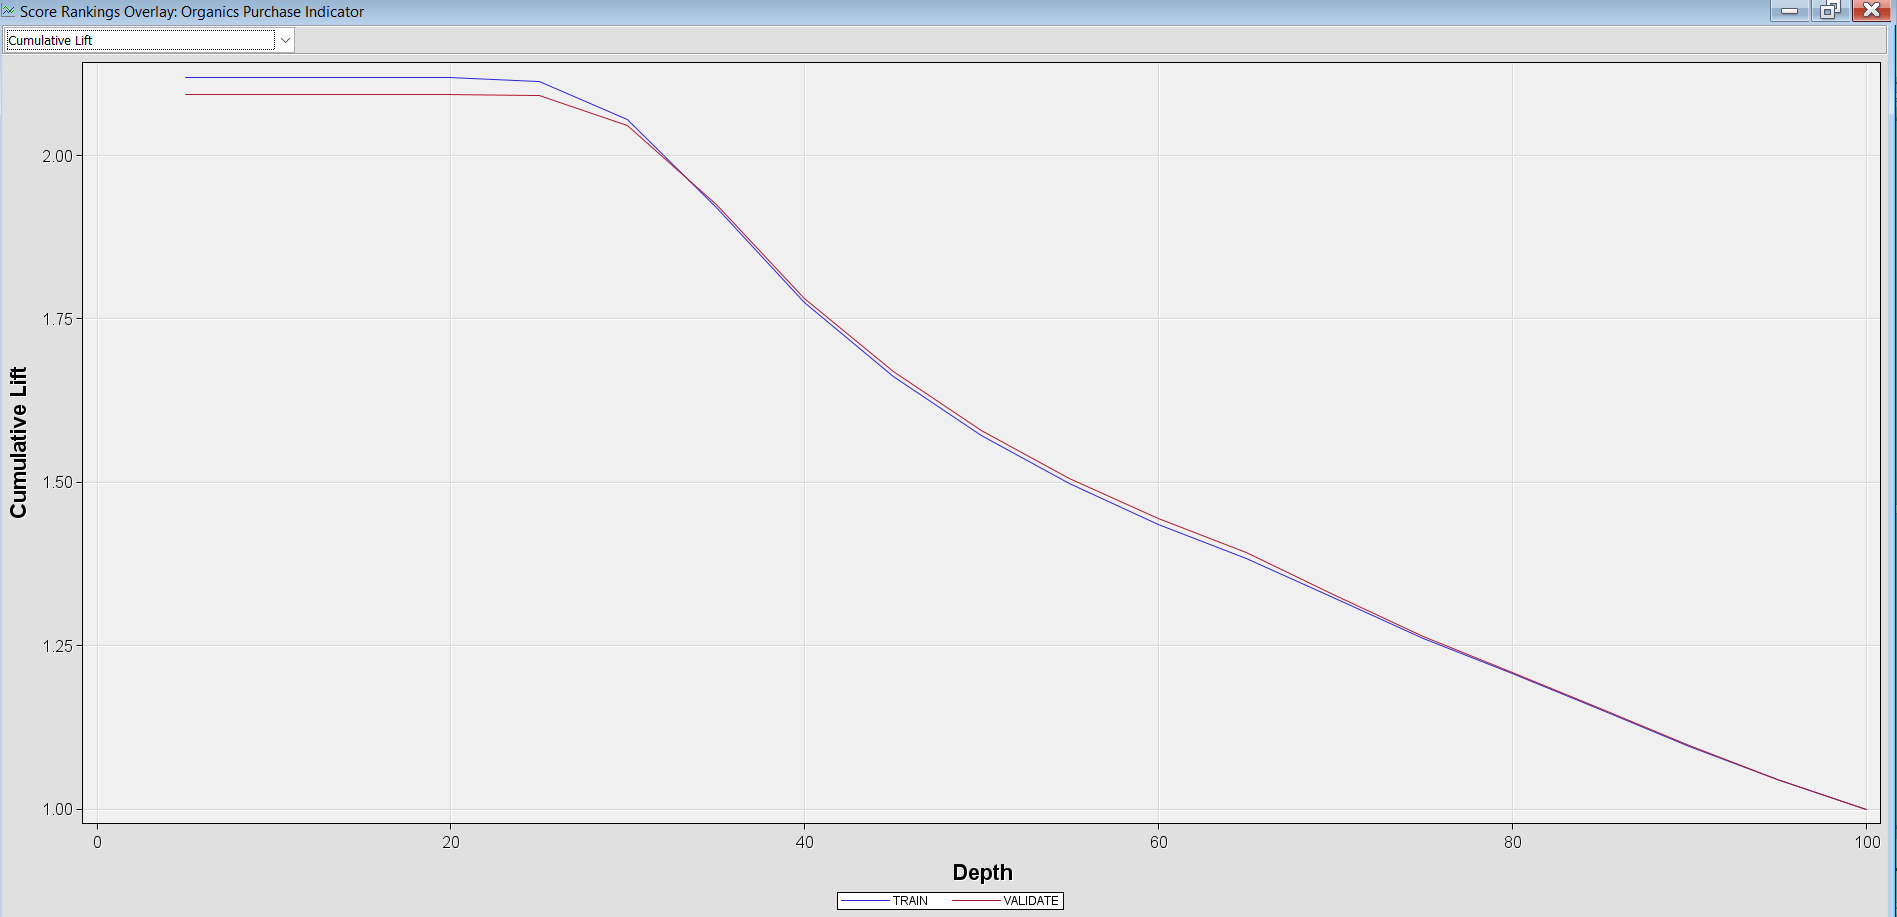 Score Rankings Overlay: Organics Purchase Indicator
Cumulative Lift
Cumulative Lift
2.00
1.75
1.50
1.25
1.00
0 20 40 60 80 100
Depth
TRAIN VALIDATE